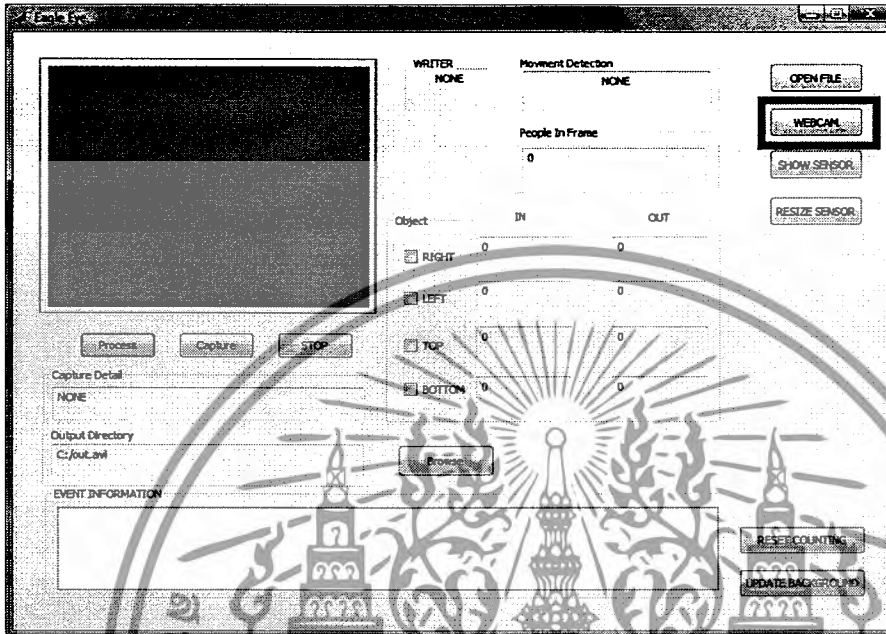 Eagle Eye
WRITER
NONE
Movment Detection
NONE
OPEN FILE
WEBCAM
People In Frame
0
SHOW SENSOR
RESIZE SENSOR
Object IN OUT
RIGHT 0 0
LEFT 0 0
TOP 0 0
BOTTOM 0 0
Process Capture STOP
Capture Detail
NONE
Output Directory
C:/out.avi
Browse
EVENT INFORMATION
RESET COUNTING
UPDATE BACKGROUND